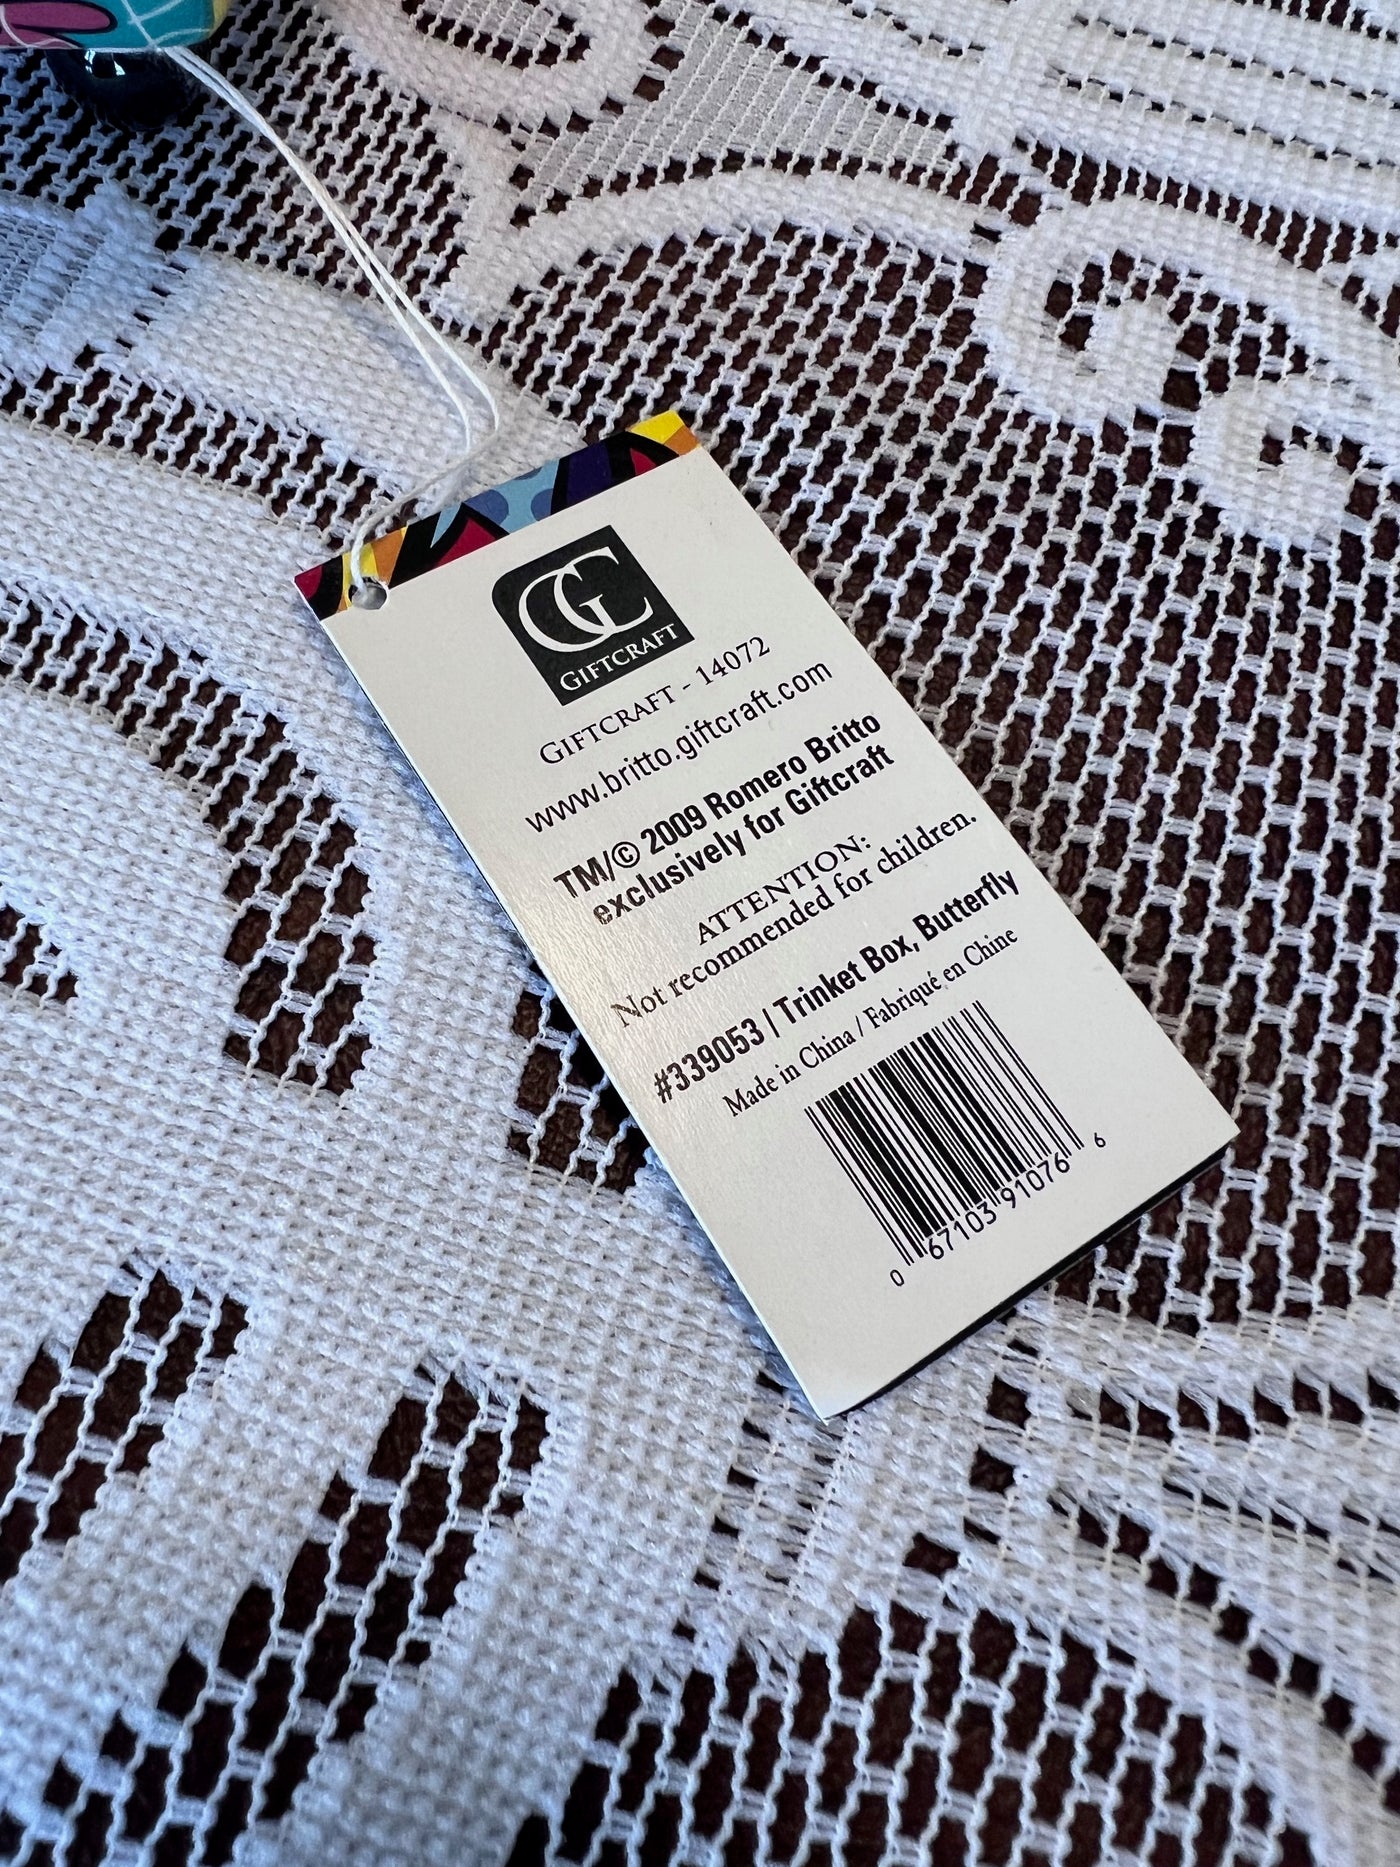 GC
GIFTCRAFT
GIFTCRAFT - 14072
www.britto.giftcraft.com
TM/© 2009 Romero Britto
exclusively for Giftcraft
ATTENTION:
Not recommended for children.
#339053 / Trinket Box, Butterfly
Made in China / Fabriqué en Chine
0 67103 91076 6